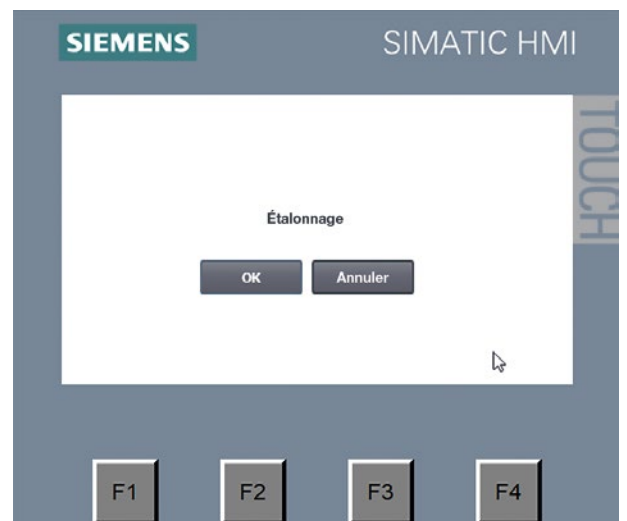 SIEMENS
SIMATIC HMI
TOUCH
Étalonnage
OK
Annuler
F1
F2
F3
F4